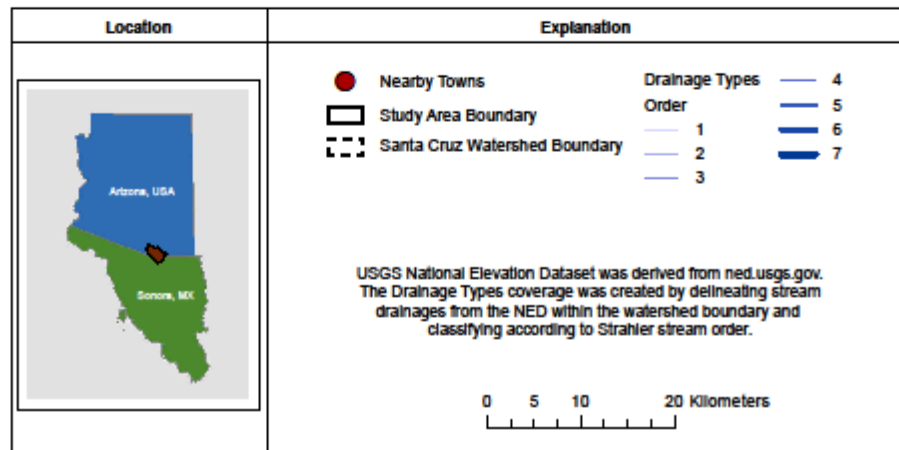 Location
Explanation
Arizona, USA
Sonora, MX
Nearby Towns
Study Area Boundary
Santa Cruz Watershed Boundary
Drainage Types
Order
1
2
3
4
5
6
7
USGS National Elevation Dataset was derived from ned.usgs.gov.
The Drainage Types coverage was created by delineating stream
drainages from the NED within the watershed boundary and
classifying according to Strahler stream order.
0 5 10 20 Kilometers